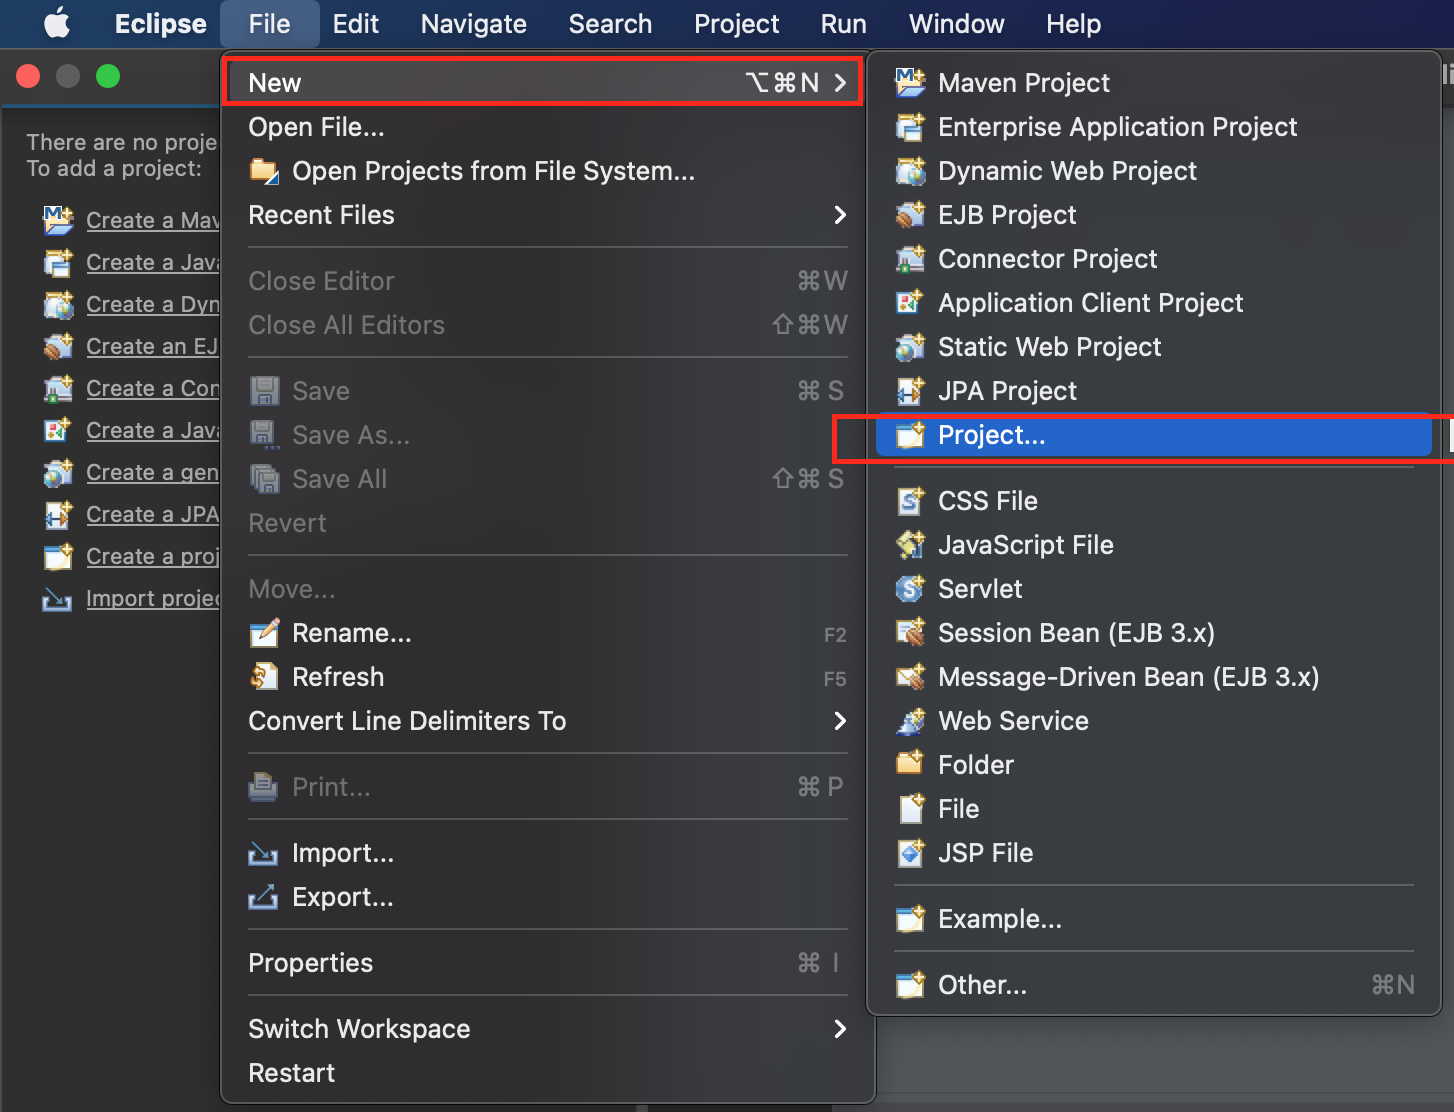 Eclipse File Edit Navigate Search Project Run Window Help
There are no proje
To add a project:
Create a Mav
Create a Java
Create a Dyn
Create an EJ
Create a Con
Create a Java
Create a gen
Create a JPA
Create a proj
Import projec
New ⌥⌘N >
Open File...
Open Projects from File System...
Recent Files >
Close Editor ⌘W
Close All Editors ⇧⌘W
Save ⌘S
Save As...
Save All ⇧⌘S
Revert
Move...
Rename... F2
Refresh F5
Convert Line Delimiters To >
Print... ⌘P
Import...
Export...
Properties ⌘I
Switch Workspace >
Restart
Maven Project
Enterprise Application Project
Dynamic Web Project
EJB Project
Connector Project
Application Client Project
Static Web Project
JPA Project
Project...
CSS File
JavaScript File
Servlet
Session Bean (EJB 3.x)
Message-Driven Bean (EJB 3.x)
Web Service
Folder
File
JSP File
Example...
Other... ⌘N